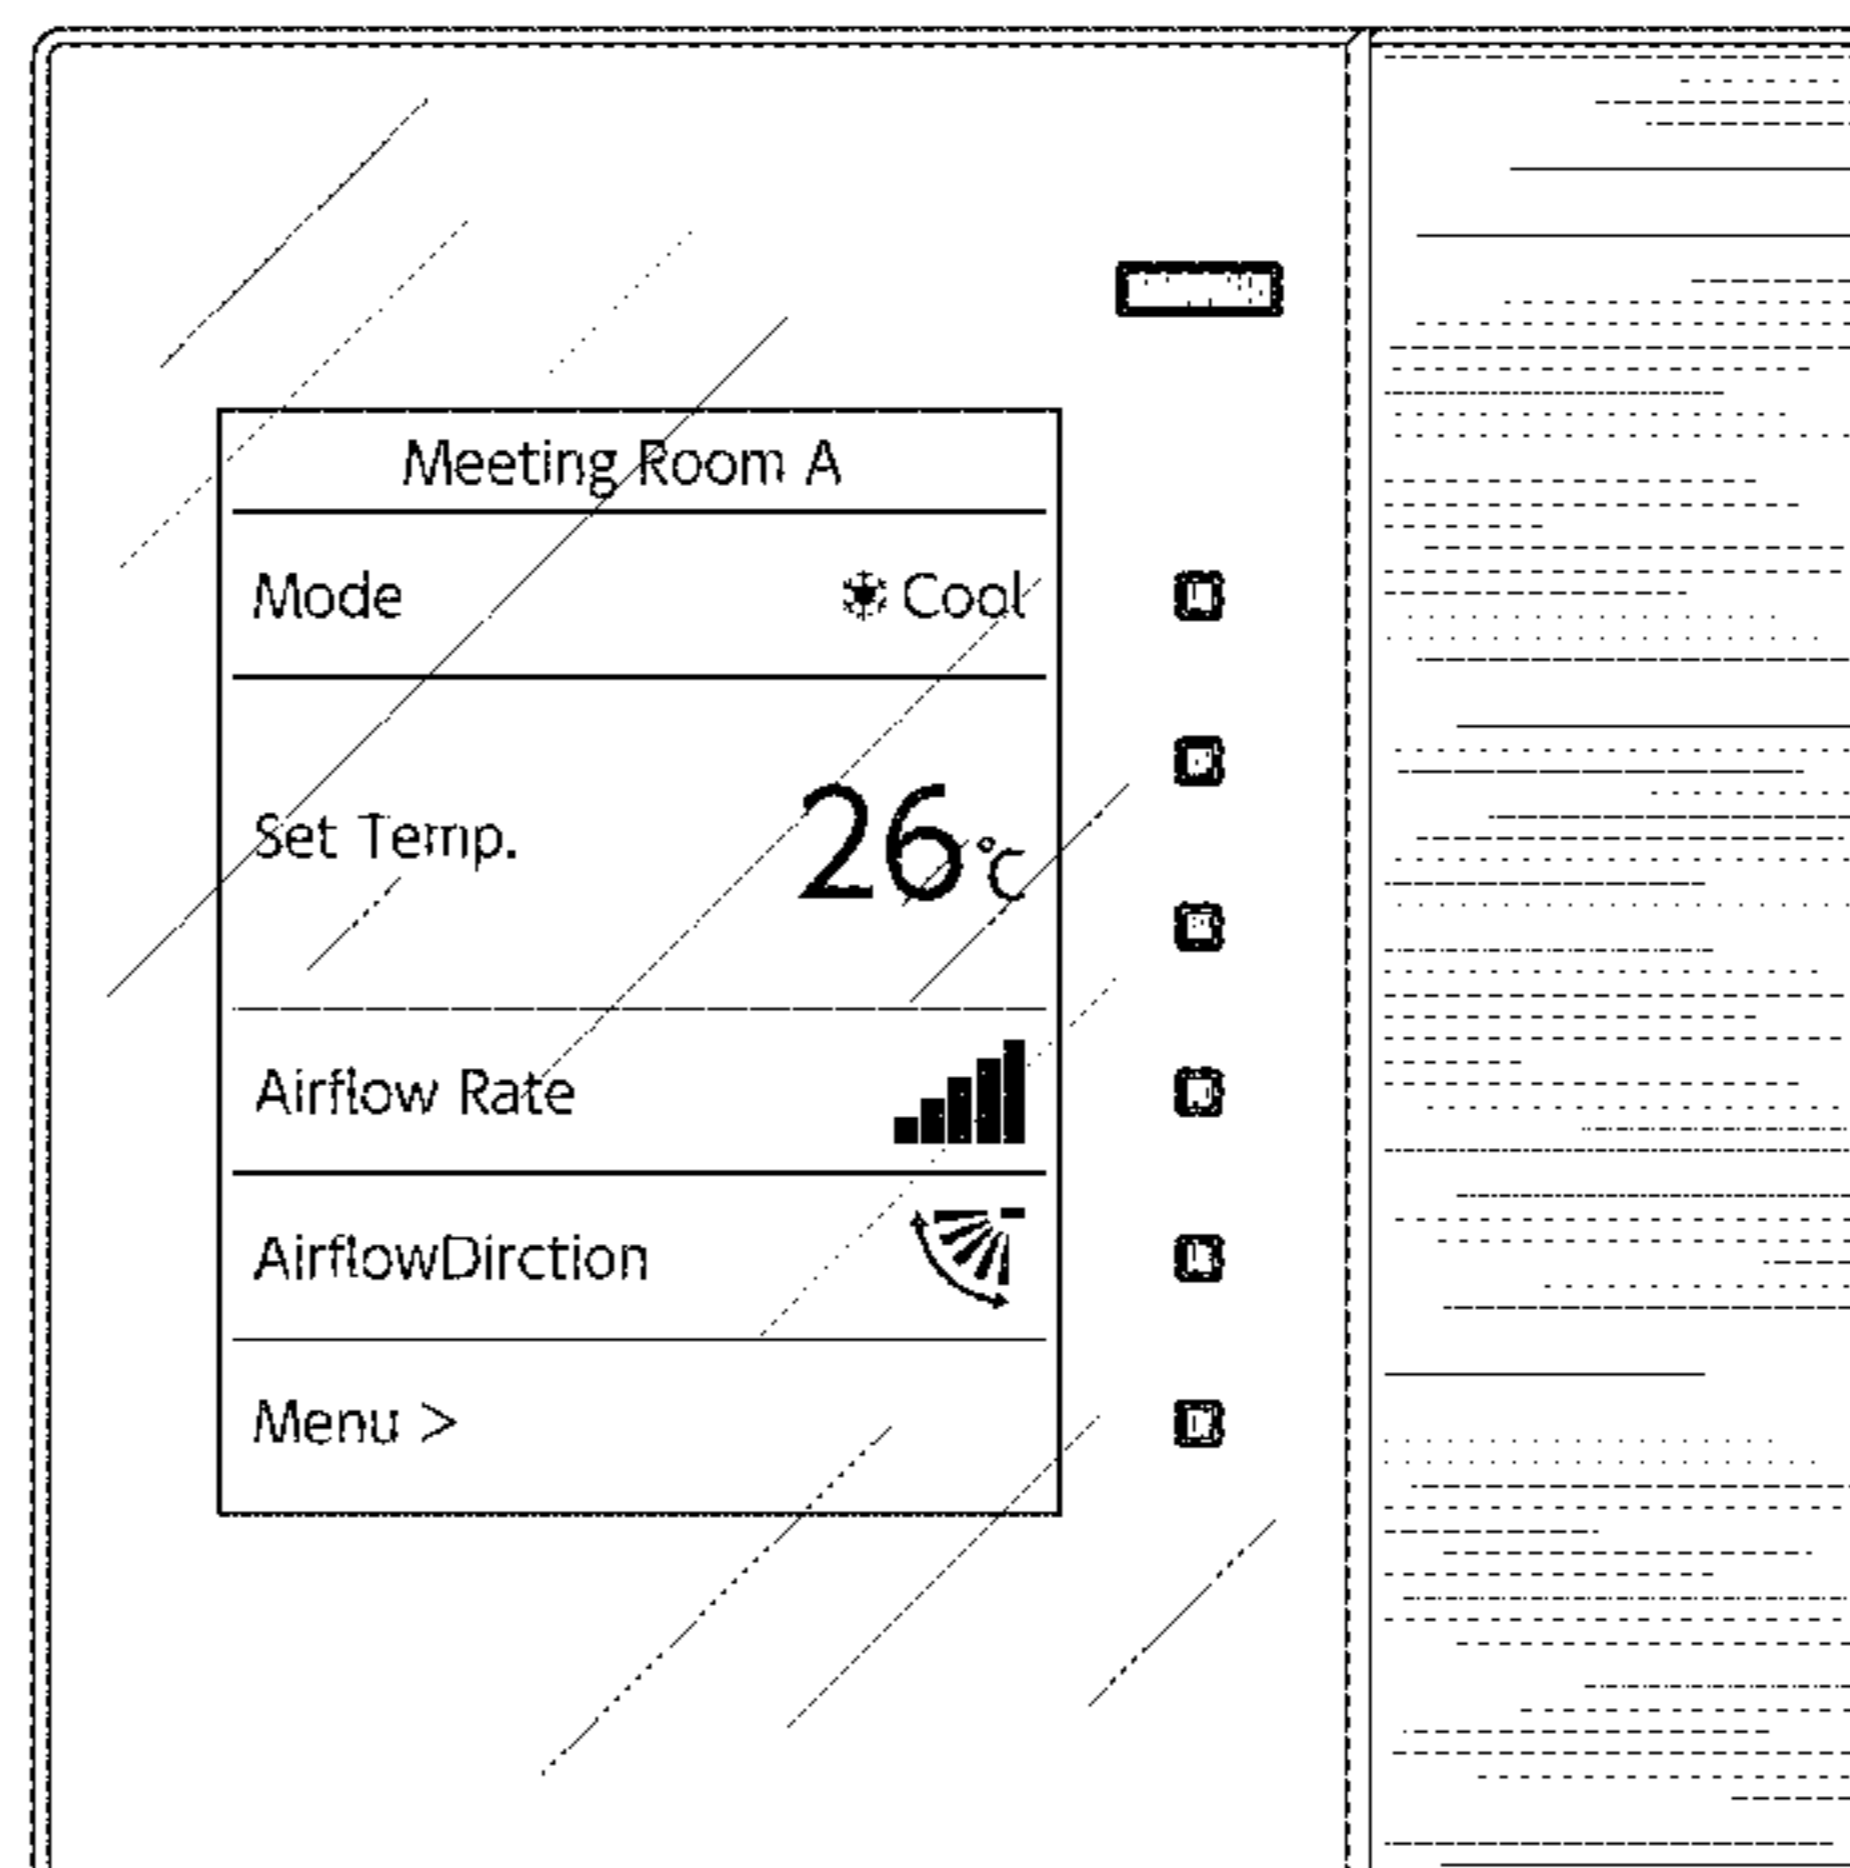 Meeting Room A
Mode Cool
Set Temp. 26°C
Airflow Rate
AirflowDirction
Menu >